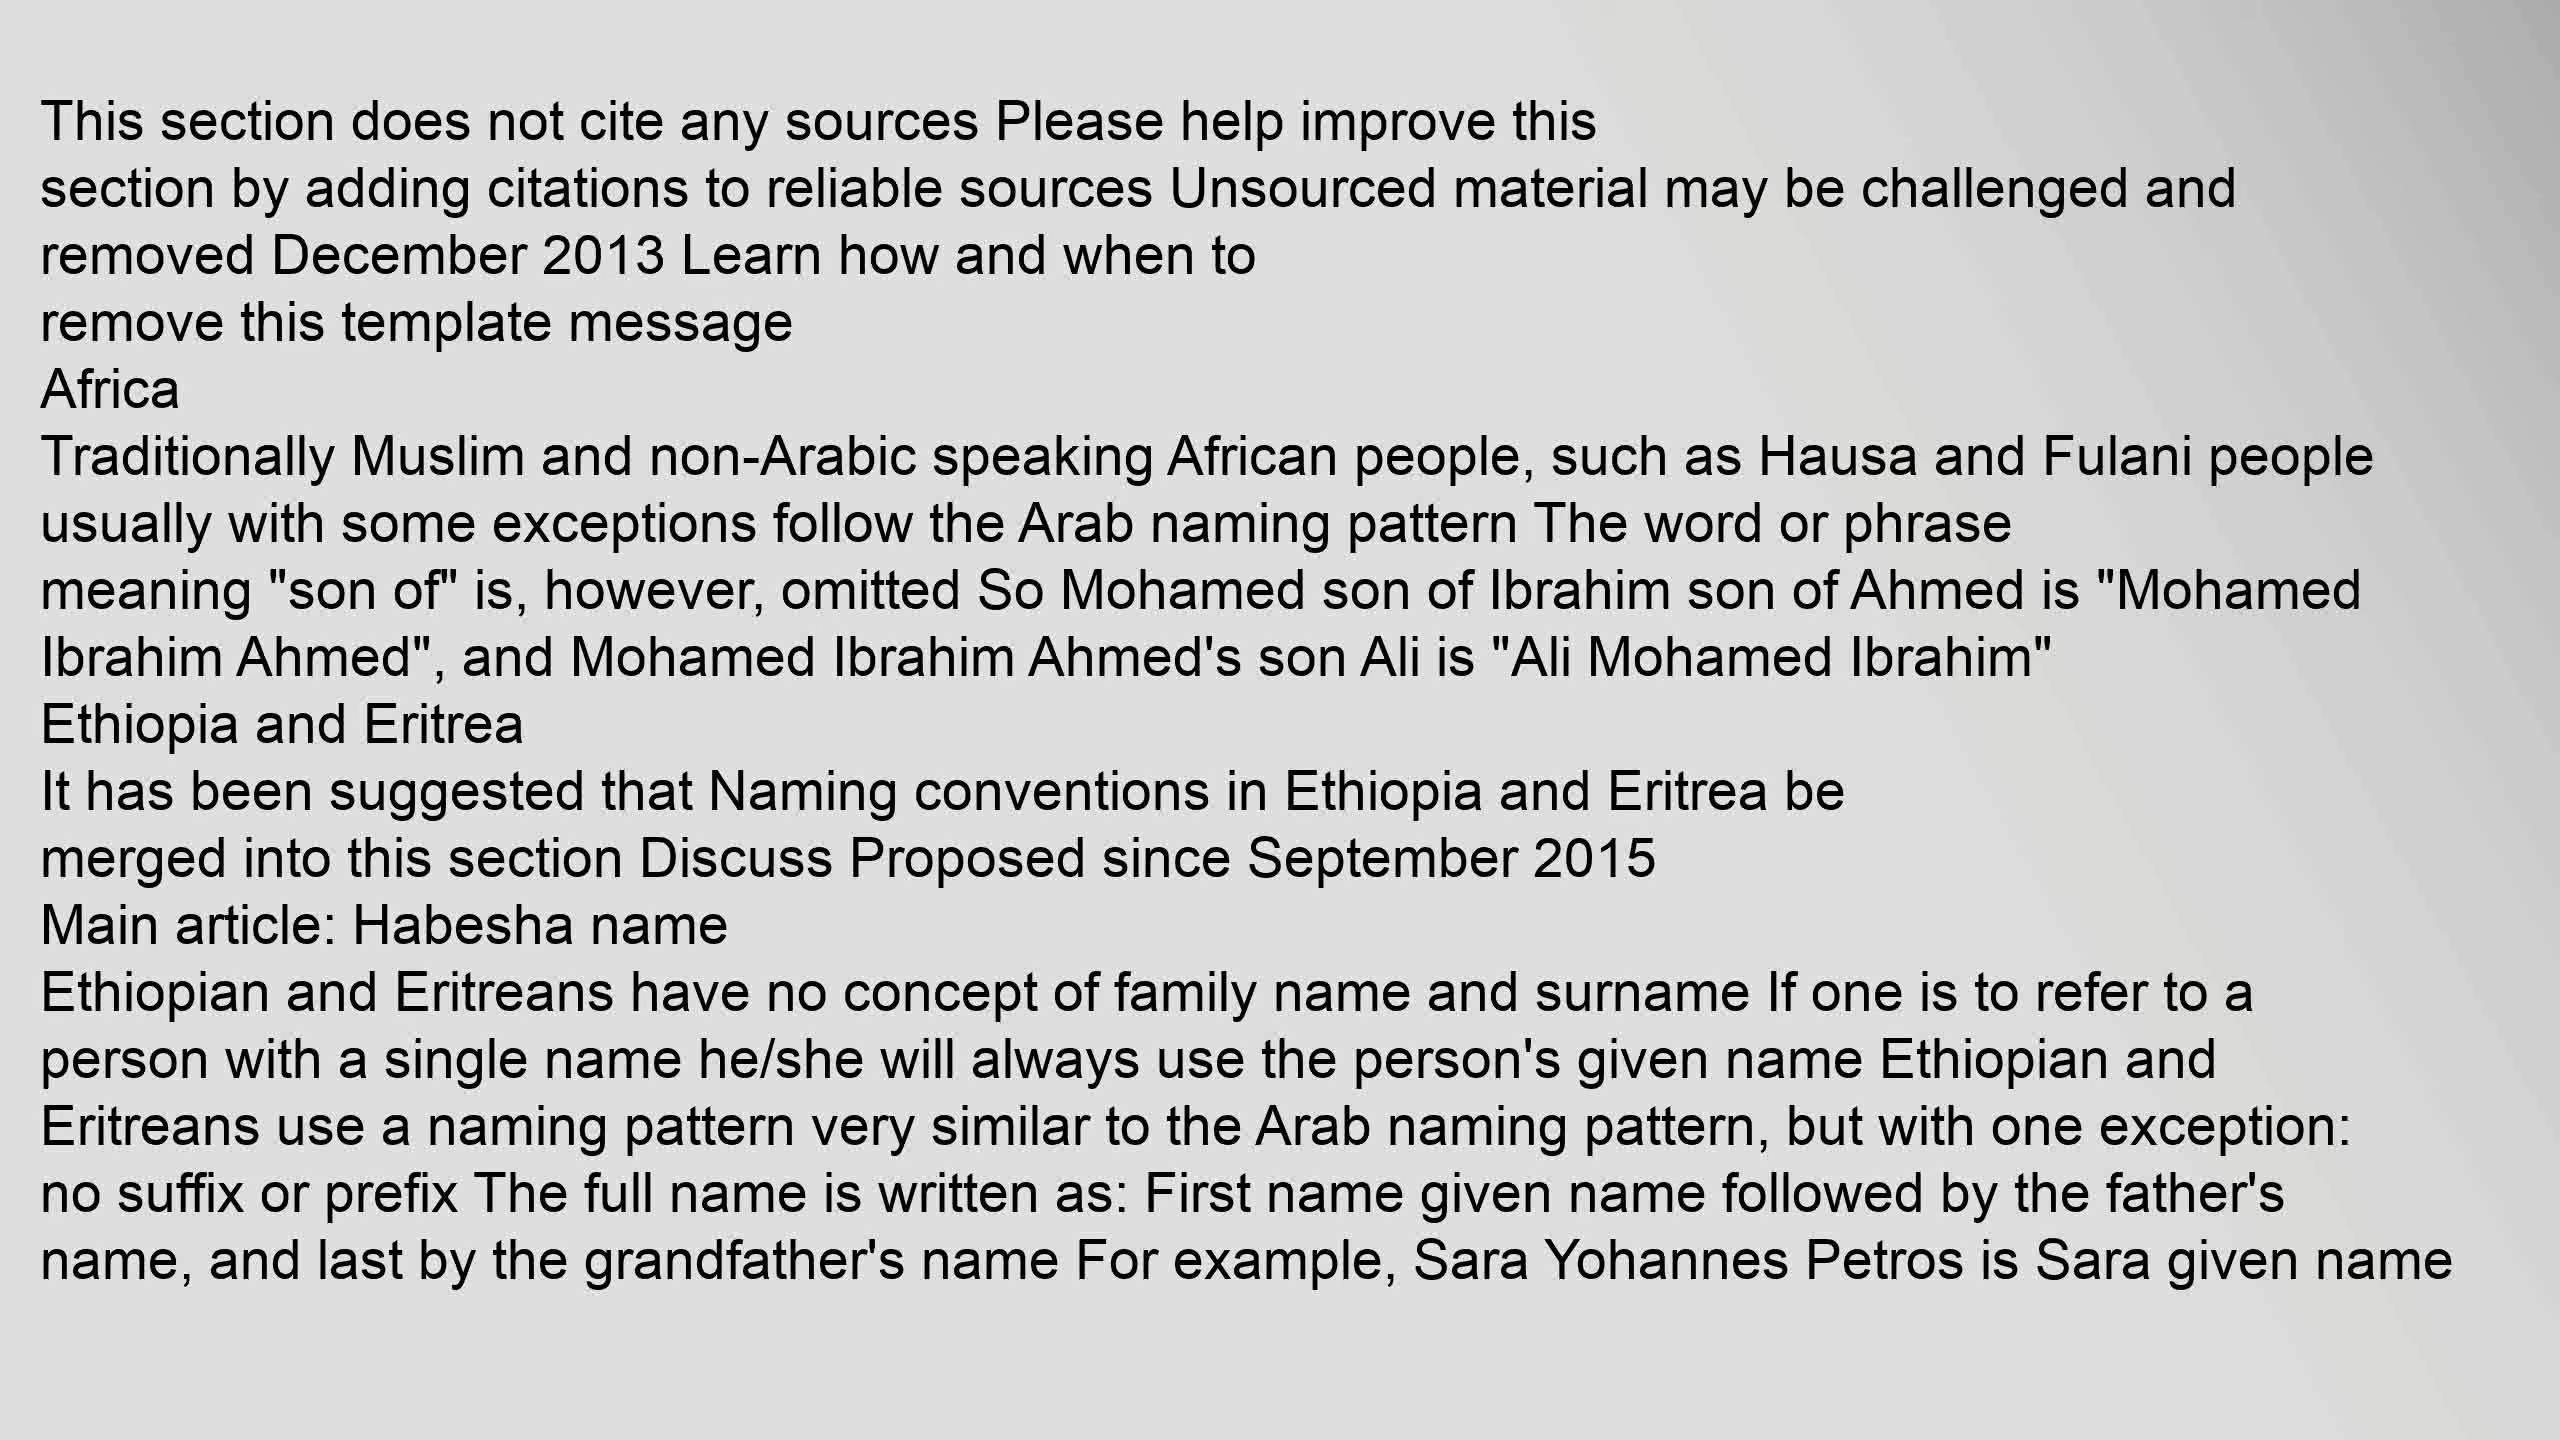 This section does not cite any sources Please help improve this
section by adding citations to reliable sources Unsourced material may be challenged and
removed December 2013 Learn how and when to
remove this template message
Africa
Traditionally Muslim and non-Arabic speaking African people, such as Hausa and Fulani people
usually with some exceptions follow the Arab naming pattern The word or phrase
meaning "son of" is, however, omitted So Mohamed son of Ibrahim son of Ahmed is "Mohamed
Ibrahim Ahmed", and Mohamed Ibrahim Ahmed's son Ali is "Ali Mohamed Ibrahim"
Ethiopia and Eritrea
It has been suggested that Naming conventions in Ethiopia and Eritrea be
merged into this section Discuss Proposed since September 2015
Main article: Habesha name
Ethiopian and Eritreans have no concept of family name and surname If one is to refer to a
person with a single name he/she will always use the person's given name Ethiopian and
Eritreans use a naming pattern very similar to the Arab naming pattern, but with one exception:
no suffix or prefix The full name is written as: First name given name followed by the father's
name, and last by the grandfather's name For example, Sara Yohannes Petros is Sara given name